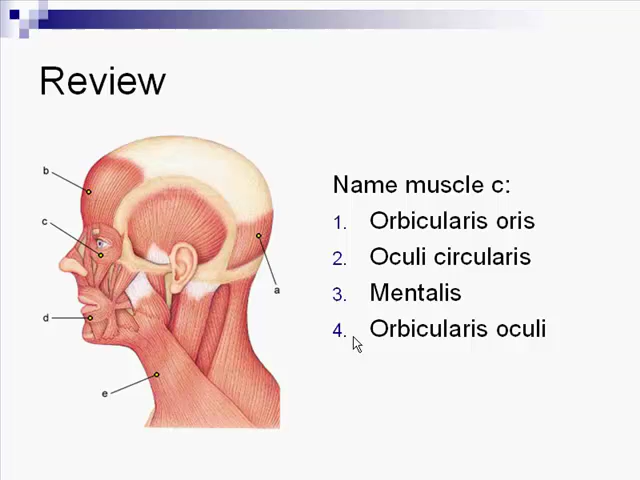 Review
b
c
d
e
a
Name muscle c:
1. Orbicularis oris
2. Oculi circularis
3. Mentalis
4. Orbicularis oculi